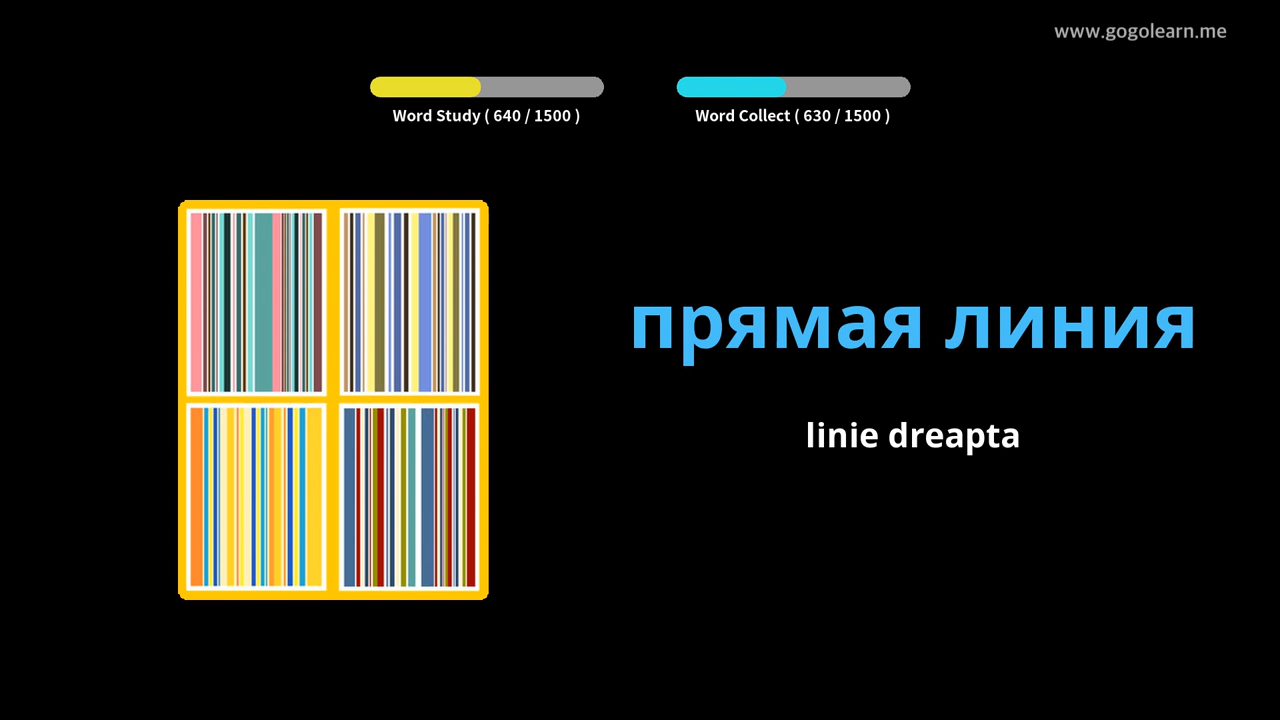 www.gogolearn.me
Word Study ( 640 / 1500 )
Word Collect ( 630 / 1500 )
прямая линия
linie dreapta